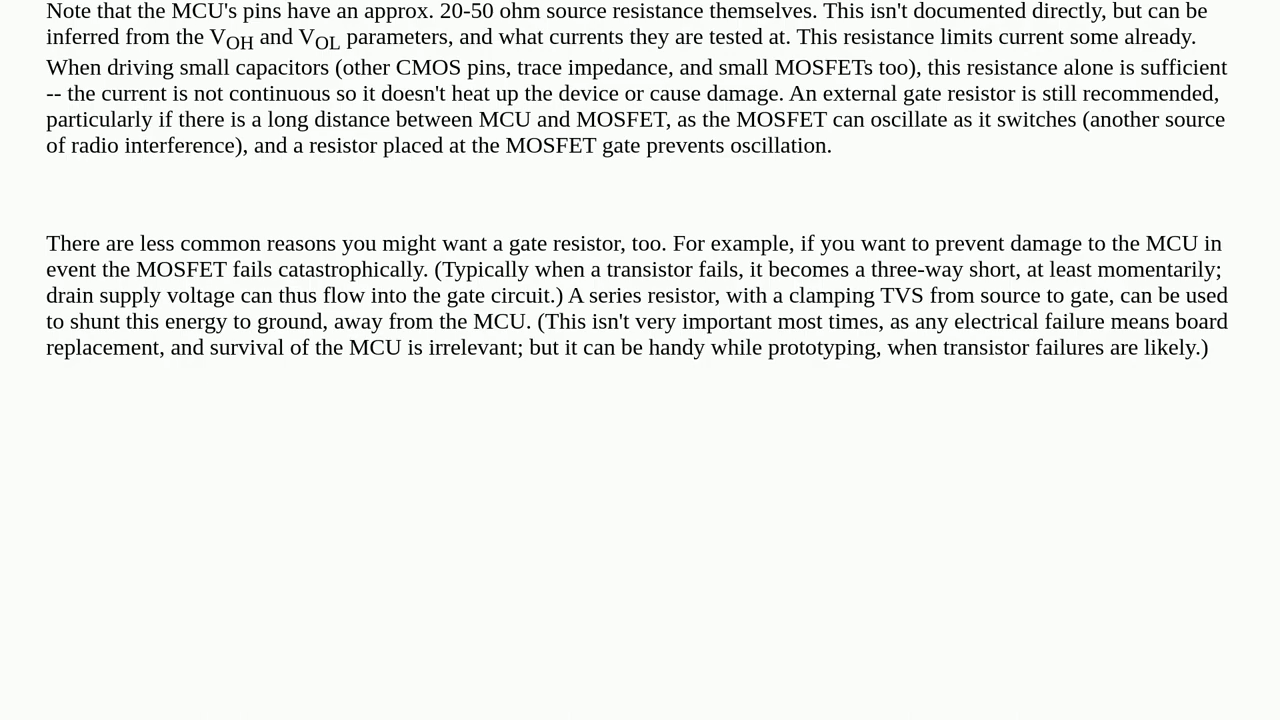 Note that the MCU's pins have an approx. 20-50 ohm source resistance themselves. This isn't documented directly, but can be
inferred from the VOH and VOL parameters, and what currents they are tested at. This resistance limits current some already.
When driving small capacitors (other CMOS pins, trace impedance, and small MOSFETs too), this resistance alone is sufficient
-- the current is not continuous so it doesn't heat up the device or cause damage. An external gate resistor is still recommended,
particularly if there is a long distance between MCU and MOSFET, as the MOSFET can oscillate as it switches (another source
of radio interference), and a resistor placed at the MOSFET gate prevents oscillation.
There are less common reasons you might want a gate resistor, too. For example, if you want to prevent damage to the MCU in
event the MOSFET fails catastrophically. (Typically when a transistor fails, it becomes a three-way short, at least momentarily;
drain supply voltage can thus flow into the gate circuit.) A series resistor, with a clamping TVS from source to gate, can be used
to shunt this energy to ground, away from the MCU. (This isn't very important most times, as any electrical failure means board
replacement, and survival of the MCU is irrelevant; but it can be handy while prototyping, when transistor failures are likely.)